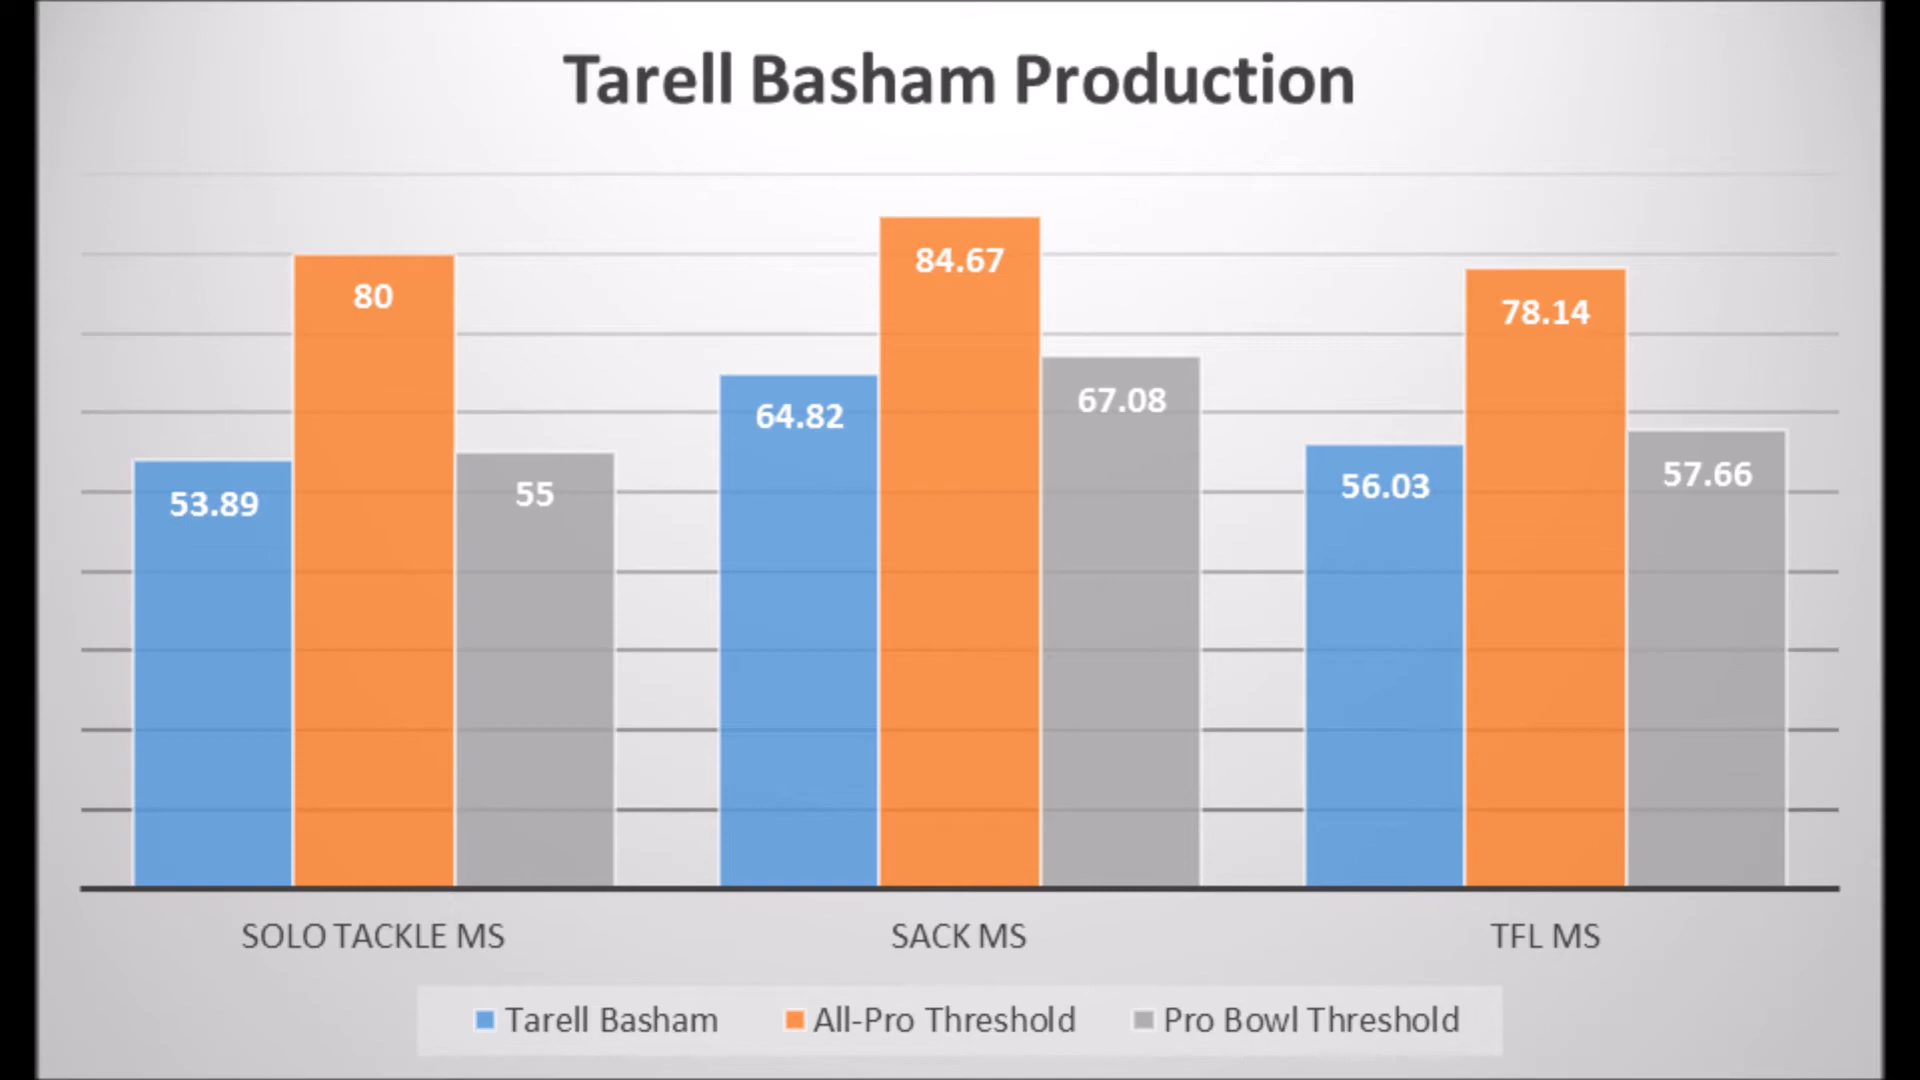 Tarell Basham Production
80
84.67
78.14
53.89
55
64.82
67.08
56.03
57.66
SOLO TACKLE MS
SACK MS
TFL MS
Tarell Basham
All-Pro Threshold
Pro Bowl Threshold